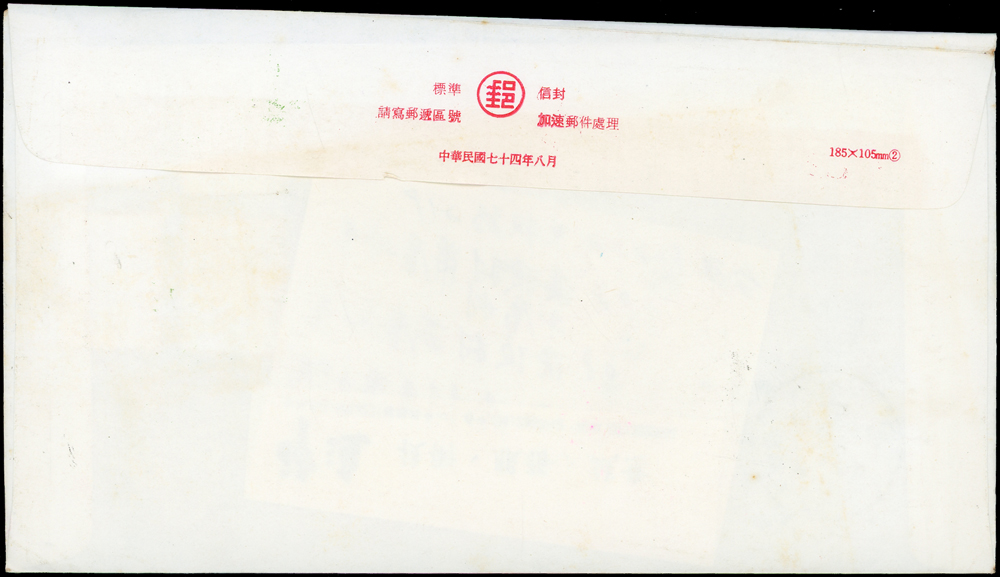 標準 郵 信封
請寫郵遞區號 加速郵件處理
中華民國七十四年八月
185×105mm②